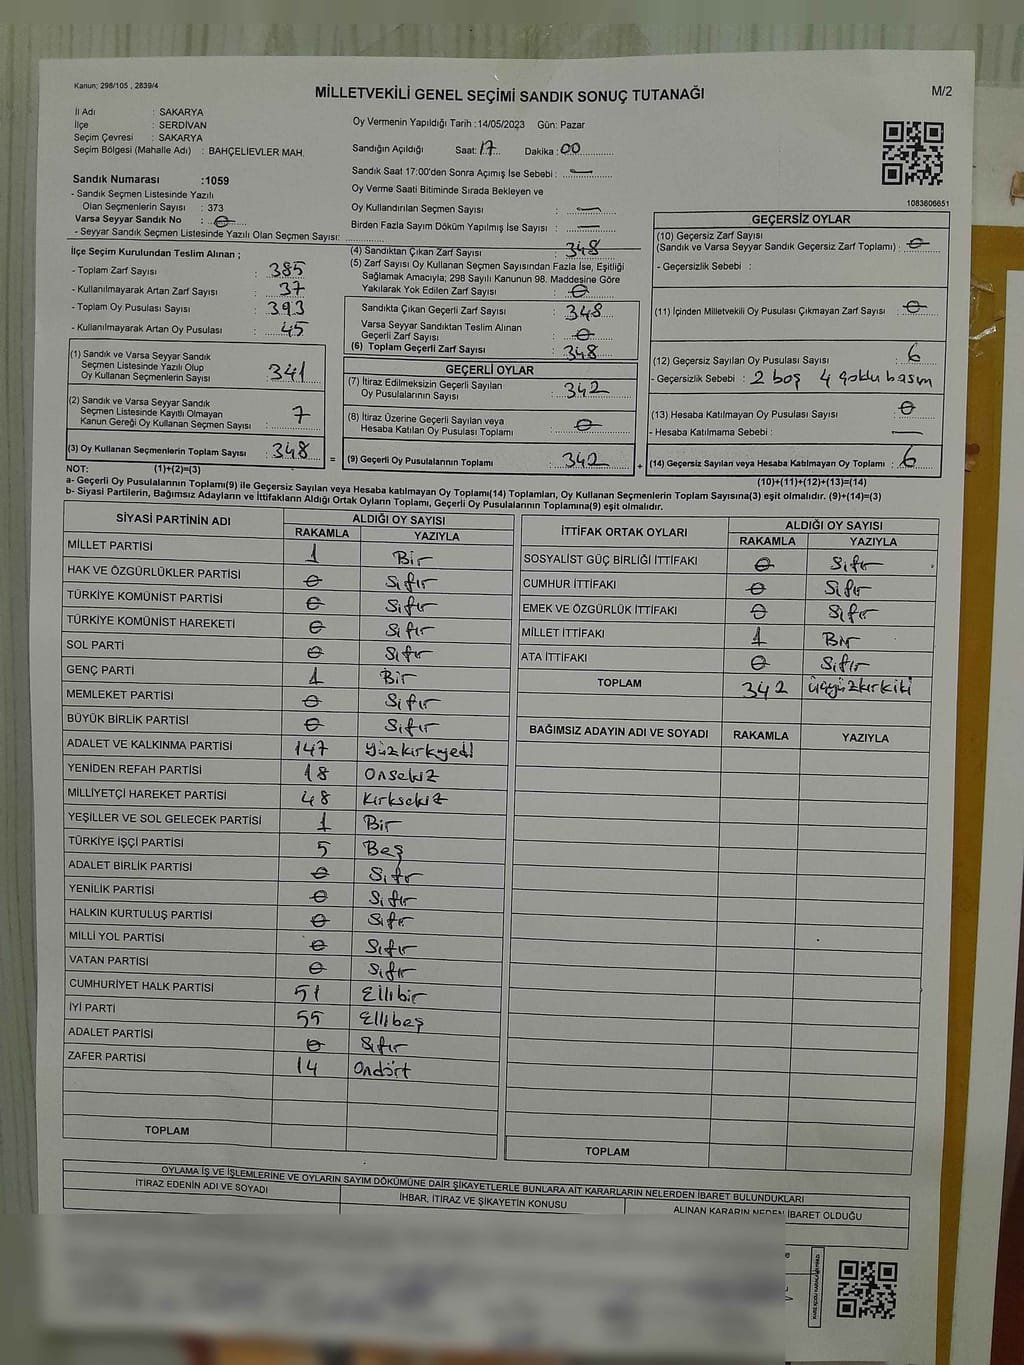 Kanun; 298/105 , 2839/4
MİLLETVEKİLİ GENEL SEÇİMİ SANDIK SONUÇ TUTANAĞI
M/2
İl Adı : SAKARYA
İlçe : SERDİVAN
Seçim Çevresi : SAKARYA
Seçim Bölgesi (Mahalle Adı) : BAHÇELİEVLER MAH.
Oy Vermenin Yapıldığı Tarih :14/05/2023 Gün: Pazar
Sandığın Açıldığı Saat: 17 Dakika : 00
Sandık Saat 17:00'den Sonra Açımış İse Sebebi : —
Oy Verme Saati Bitiminde Sırada Bekleyen ve
Oy Kullandırılan Seçmen Sayısı : —
Birden Fazla Sayım Döküm Yapılmış İse Sayısı : —
1083606651
Sandık Numarası :1059
- Sandık Seçmen Listesinde Yazılı
Olan Seçmenlerin Sayısı : 373
Varsa Seyyar Sandık No : 0
- Seyyar Sandık Seçmen Listesinde Yazılı Olan Seçmen Sayısı:
İlçe Seçim Kurulundan Teslim Alınan ;
- Toplam Zarf Sayısı : 385
- Kullanılmayarak Artan Zarf Sayısı : 37
- Toplam Oy Pusulası Sayısı : 393
- Kullanılmayarak Artan Oy Pusulası : 45
(1) Sandık ve Varsa Seyyar Sandık
Seçmen Listesinde Yazılı Olup
Oy Kullanan Seçmenlerin Sayısı : 341
(2) Sandık ve Varsa Seyyar Sandık
Seçmen Listesinde Kayıtlı Olmayan
Kanun Gereği Oy Kullanan Seçmen Sayısı : 7
(3) Oy Kullanan Seçmenlerin Toplam Sayısı : 348 =
(4) Sandıktan Çıkan Zarf Sayısı : 348
(5) Zarf Sayısı Oy Kullanan Seçmen Sayısından Fazla İse, Eşitliği
Sağlamak Amacıyla; 298 Sayılı Kanunun 98. Maddesine Göre
Yakılarak Yok Edilen Zarf Sayısı : 0
Sandıkta Çıkan Geçerli Zarf Sayısı : 348
Varsa Seyyar Sandıktan Teslim Alınan
Geçerli Zarf Sayısı : 0
(6) Toplam Geçerli Zarf Sayısı : 348
GEÇERLİ OYLAR
(7) İtiraz Edilmeksizin Geçerli Sayılan
Oy Pusulalarının Sayısı : 342
(8) İtiraz Üzerine Geçerli Sayılan veya
Hesaba Katılan Oy Pusulası Toplamı : 0
(9) Geçerli Oy Pusulalarının Toplamı : 342 +
GEÇERSİZ OYLAR
(10) Geçersiz Zarf Sayısı
(Sandık ve Varsa Seyyar Sandık Geçersiz Zarf Toplamı) : 0
- Geçersizlik Sebebi :
(11) İçinden Milletvekili Oy Pusulası Çıkmayan Zarf Sayısı : 0
(12) Geçersiz Sayılan Oy Pusulası Sayısı : 6
- Geçersizlik Sebebi : 2 boş 4 çoklu basım
(13) Hesaba Katılmayan Oy Pusulası Sayısı : 0
- Hesaba Katılmama Sebebi : —
(14) Geçersiz Sayılan veya Hesaba Katılmayan Oy Toplamı : 6
NOT: (1)+(2)=(3)
(10)+(11)+(12)+(13)=(14)
a- Geçerli Oy Pusulalarının Toplamı(9) ile Geçersiz Sayılan veya Hesaba katılmayan Oy Toplamı(14) Toplamları, Oy Kullanan Seçmenlerin Toplam Sayısına(3) eşit olmalıdır. (9)+(14)=(3)
b- Siyasi Partilerin, Bağımsız Adayların ve İttifakların Aldığı Ortak Oyların Toplamı, Geçerli Oy Pusulalarının Toplamına(9) eşit olmalıdır.
SİYASİ PARTİNİN ADI ALDIĞI OY SAYISI
RAKAMLA YAZIYLA
MİLLET PARTİSİ 1 Bir
HAK VE ÖZGÜRLÜKLER PARTİSİ 0 Sıfır
TÜRKİYE KOMÜNİST PARTİSİ 0 Sıfır
TÜRKİYE KOMÜNİST HAREKETİ 0 Sıfır
SOL PARTİ 0 Sıfır
GENÇ PARTİ 1 Bir
MEMLEKET PARTİSİ 0 Sıfır
BÜYÜK BİRLİK PARTİSİ 0 Sıfır
ADALET VE KALKINMA PARTİSİ 147 Yüzkırkyedi
YENİDEN REFAH PARTİSİ 18 Onsekiz
MİLLİYETÇİ HAREKET PARTİSİ 48 Kırksekiz
YEŞİLLER VE SOL GELECEK PARTİSİ 1 Bir
TÜRKİYE İŞÇİ PARTİSİ 5 Beş
ADALET BİRLİK PARTİSİ 0 Sıfır
YENİLİK PARTİSİ 0 Sıfır
HALKIN KURTULUŞ PARTİSİ 0 Sıfır
MİLLİ YOL PARTİSİ 0 Sıfır
VATAN PARTİSİ 0 Sıfır
CUMHURİYET HALK PARTİSİ 51 Ellibir
İYİ PARTİ 55 Ellibeş
ADALET PARTİSİ 0 Sıfır
ZAFER PARTİSİ 14 Ondört
TOPLAM
İTTİFAK ORTAK OYLARI ALDIĞI OY SAYISI
RAKAMLA YAZIYLA
SOSYALİST GÜÇ BİRLİĞİ İTTİFAKI 0 Sıfır
CUMHUR İTTİFAKI 0 Sıfır
EMEK VE ÖZGÜRLÜK İTTİFAKI 0 Sıfır
MİLLET İTTİFAKI 1 Bir
ATA İTTİFAKI 0 Sıfır
TOPLAM 342 üçyüzkırkiki
BAĞIMSIZ ADAYIN ADI VE SOYADI RAKAMLA YAZIYLA
TOPLAM
OYLAMA İŞ VE İŞLEMLERİNE VE OYLARIN SAYIM DÖKÜMÜNE DAİR ŞİKAYETLERLE BUNLARA AİT KARARLARIN NELERDEN İBARET BULUNDUKLARI
İTİRAZ EDENİN ADI VE SOYADI İHBAR, İTİRAZ VE ŞİKAYETİN KONUSU ALINAN KARARIN NEDEN İBARET OLDUĞU